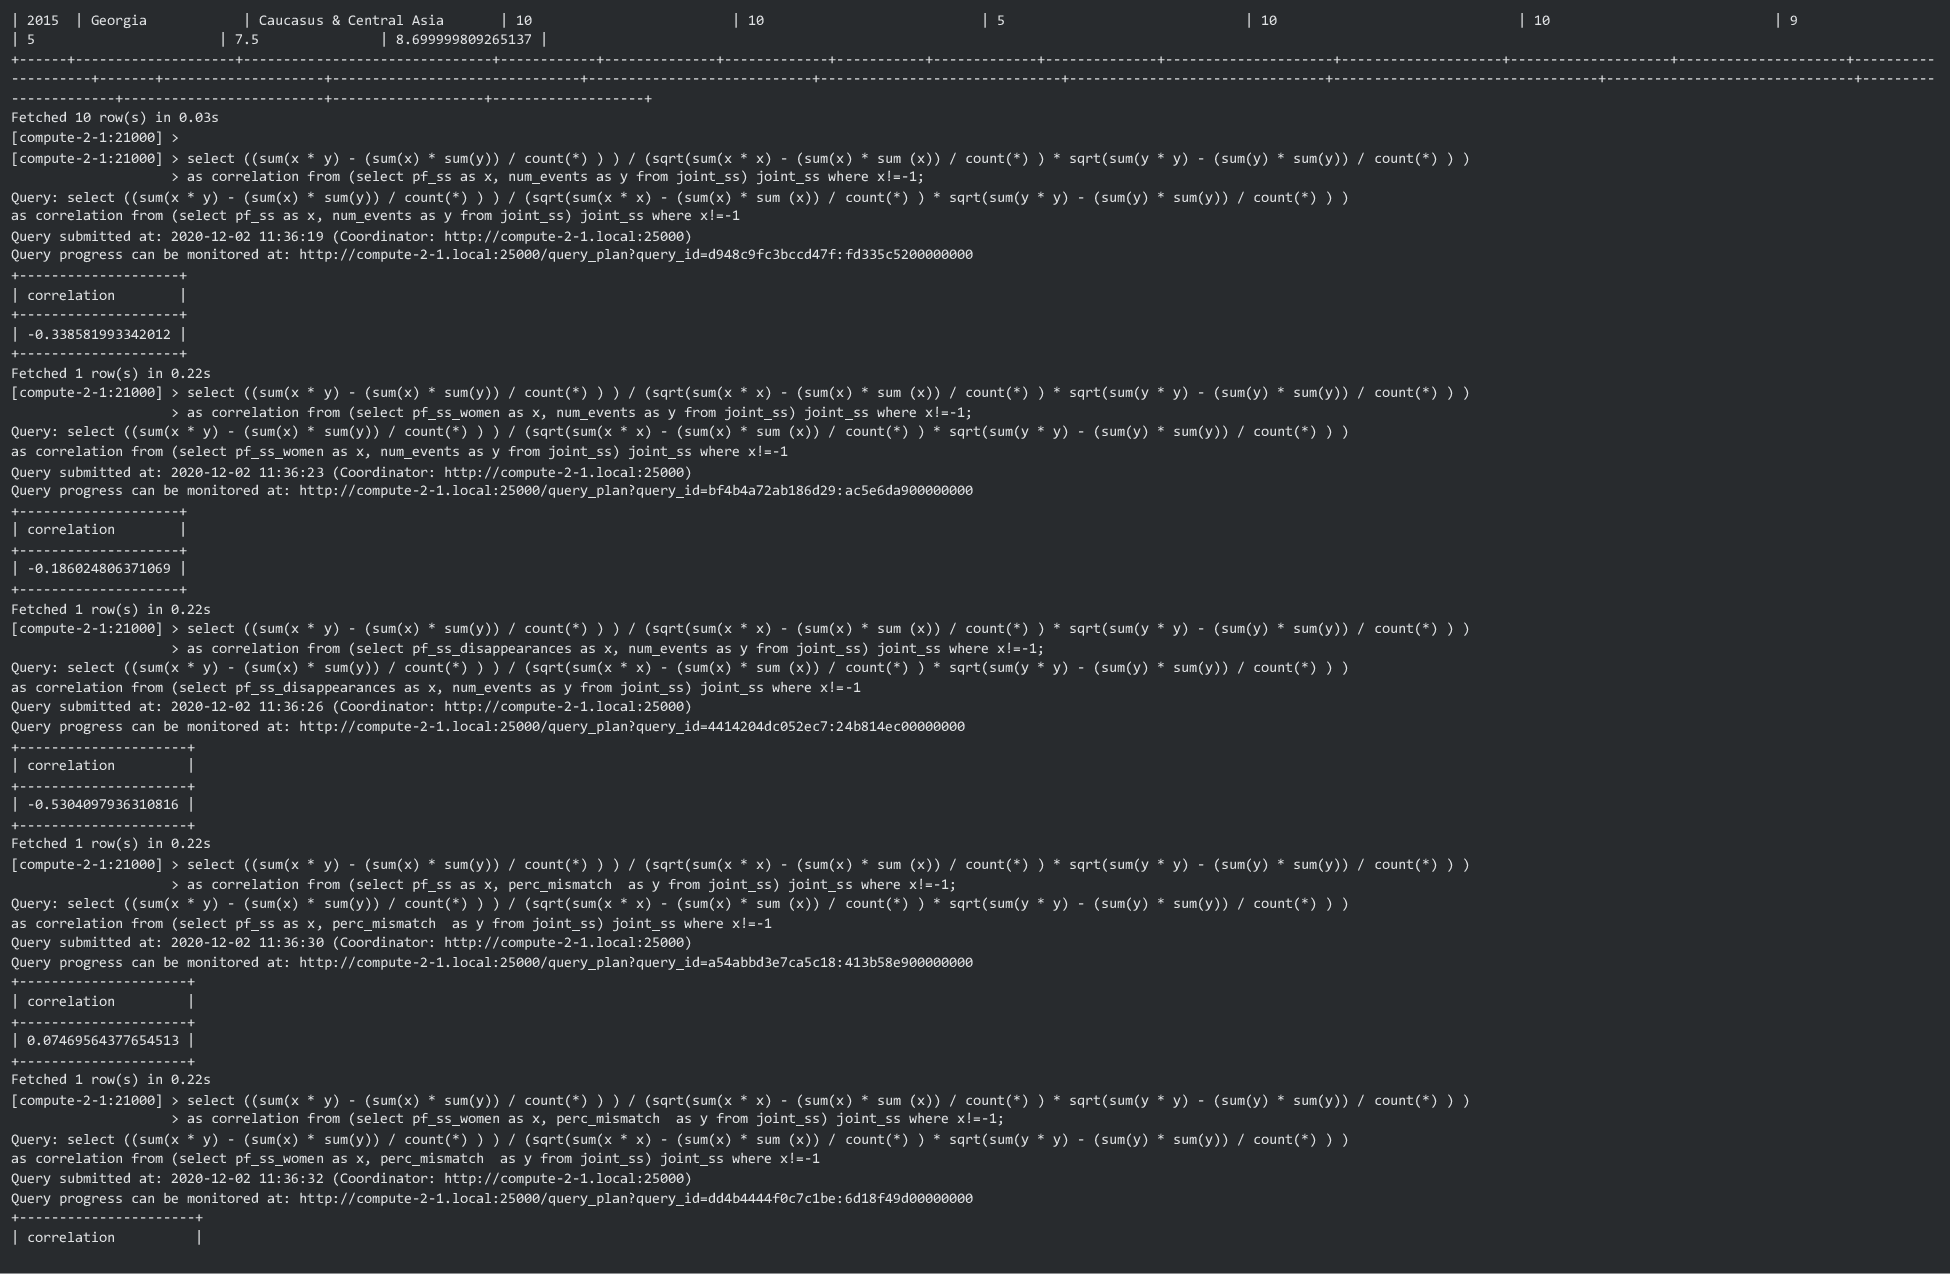 | 2015 | Georgia | Caucasus & Central Asia | 10 | 10 | 5 | 10 | 10 | 9
| 5 | 7.5 | 8.699999809265137 |
+------+--------------------+-------------------------------+------------+--------------+-------------+-----------+-------------+--------------+---------------------+--------------------+---------------------+---------------------+----------
----------+-------+--------------------+-------------------------------+----------------------------+------------------------------+--------------------------------+---------------------------------+-------------------------------+---------
-------------+-------------------------+-------------------+-------------------+
Fetched 10 row(s) in 0.03s
[compute-2-1:21000] >
[compute-2-1:21000] > select ((sum(x * y) - (sum(x) * sum(y)) / count(*) ) ) / (sqrt(sum(x * x) - (sum(x) * sum (x)) / count(*) ) * sqrt(sum(y * y) - (sum(y) * sum(y)) / count(*) ) )
> as correlation from (select pf_ss as x, num_events as y from joint_ss) joint_ss where x!=-1;
Query: select ((sum(x * y) - (sum(x) * sum(y)) / count(*) ) ) / (sqrt(sum(x * x) - (sum(x) * sum (x)) / count(*) ) * sqrt(sum(y * y) - (sum(y) * sum(y)) / count(*) ) )
as correlation from (select pf_ss as x, num_events as y from joint_ss) joint_ss where x!=-1
Query submitted at: 2020-12-02 11:36:19 (Coordinator: http://compute-2-1.local:25000)
Query progress can be monitored at: http://compute-2-1.local:25000/query_plan?query_id=d948c9fc3bccd47f:fd335c5200000000
+--------------------+
| correlation |
+--------------------+
| -0.338581993342012 |
+--------------------+
Fetched 1 row(s) in 0.22s
[compute-2-1:21000] > select ((sum(x * y) - (sum(x) * sum(y)) / count(*) ) ) / (sqrt(sum(x * x) - (sum(x) * sum (x)) / count(*) ) * sqrt(sum(y * y) - (sum(y) * sum(y)) / count(*) ) )
> as correlation from (select pf_ss_women as x, num_events as y from joint_ss) joint_ss where x!=-1;
Query: select ((sum(x * y) - (sum(x) * sum(y)) / count(*) ) ) / (sqrt(sum(x * x) - (sum(x) * sum (x)) / count(*) ) * sqrt(sum(y * y) - (sum(y) * sum(y)) / count(*) ) )
as correlation from (select pf_ss_women as x, num_events as y from joint_ss) joint_ss where x!=-1
Query submitted at: 2020-12-02 11:36:23 (Coordinator: http://compute-2-1.local:25000)
Query progress can be monitored at: http://compute-2-1.local:25000/query_plan?query_id=bf4b4a72ab186d29:ac5e6da900000000
+--------------------+
| correlation |
+--------------------+
| -0.186024806371069 |
+--------------------+
Fetched 1 row(s) in 0.22s
[compute-2-1:21000] > select ((sum(x * y) - (sum(x) * sum(y)) / count(*) ) ) / (sqrt(sum(x * x) - (sum(x) * sum (x)) / count(*) ) * sqrt(sum(y * y) - (sum(y) * sum(y)) / count(*) ) )
> as correlation from (select pf_ss_disappearances as x, num_events as y from joint_ss) joint_ss where x!=-1;
Query: select ((sum(x * y) - (sum(x) * sum(y)) / count(*) ) ) / (sqrt(sum(x * x) - (sum(x) * sum (x)) / count(*) ) * sqrt(sum(y * y) - (sum(y) * sum(y)) / count(*) ) )
as correlation from (select pf_ss_disappearances as x, num_events as y from joint_ss) joint_ss where x!=-1
Query submitted at: 2020-12-02 11:36:26 (Coordinator: http://compute-2-1.local:25000)
Query progress can be monitored at: http://compute-2-1.local:25000/query_plan?query_id=4414204dc052ec7:24b814ec00000000
+---------------------+
| correlation |
+---------------------+
| -0.5304097936310816 |
+---------------------+
Fetched 1 row(s) in 0.22s
[compute-2-1:21000] > select ((sum(x * y) - (sum(x) * sum(y)) / count(*) ) ) / (sqrt(sum(x * x) - (sum(x) * sum (x)) / count(*) ) * sqrt(sum(y * y) - (sum(y) * sum(y)) / count(*) ) )
> as correlation from (select pf_ss as x, perc_mismatch  as y from joint_ss) joint_ss where x!=-1;
Query: select ((sum(x * y) - (sum(x) * sum(y)) / count(*) ) ) / (sqrt(sum(x * x) - (sum(x) * sum (x)) / count(*) ) * sqrt(sum(y * y) - (sum(y) * sum(y)) / count(*) ) )
as correlation from (select pf_ss as x, perc_mismatch  as y from joint_ss) joint_ss where x!=-1
Query submitted at: 2020-12-02 11:36:30 (Coordinator: http://compute-2-1.local:25000)
Query progress can be monitored at: http://compute-2-1.local:25000/query_plan?query_id=a54abbd3e7ca5c18:413b58e900000000
+---------------------+
| correlation |
+---------------------+
| 0.07469564377654513 |
+---------------------+
Fetched 1 row(s) in 0.22s
[compute-2-1:21000] > select ((sum(x * y) - (sum(x) * sum(y)) / count(*) ) ) / (sqrt(sum(x * x) - (sum(x) * sum (x)) / count(*) ) * sqrt(sum(y * y) - (sum(y) * sum(y)) / count(*) ) )
> as correlation from (select pf_ss_women as x, perc_mismatch  as y from joint_ss) joint_ss where x!=-1;
Query: select ((sum(x * y) - (sum(x) * sum(y)) / count(*) ) ) / (sqrt(sum(x * x) - (sum(x) * sum (x)) / count(*) ) * sqrt(sum(y * y) - (sum(y) * sum(y)) / count(*) ) )
as correlation from (select pf_ss_women as x, perc_mismatch  as y from joint_ss) joint_ss where x!=-1
Query submitted at: 2020-12-02 11:36:32 (Coordinator: http://compute-2-1.local:25000)
Query progress can be monitored at: http://compute-2-1.local:25000/query_plan?query_id=dd4b4444f0c7c1be:6d18f49d00000000
+----------------------+
| correlation |